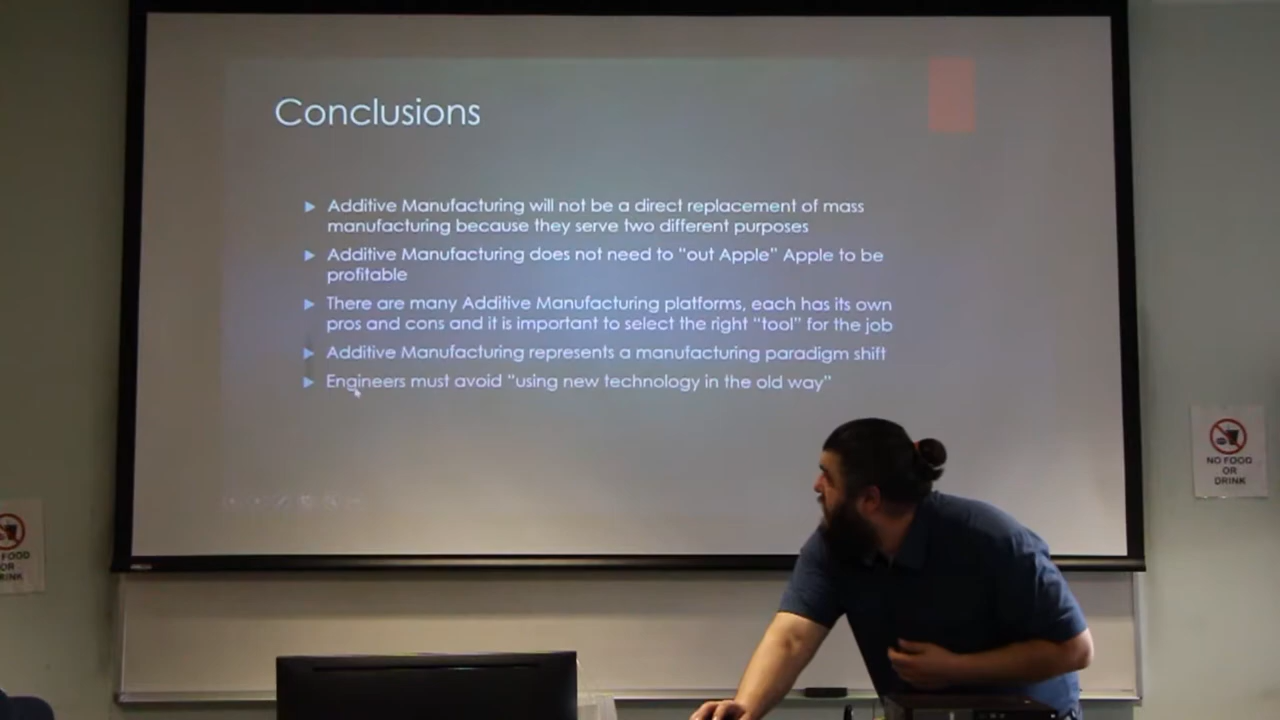 Conclusions
Additive Manufacturing will not be a direct replacement of mass
manufacturing because they serve two different purposes
Additive Manufacturing does not need to “out Apple” Apple to be
profitable
There are many Additive Manufacturing platforms, each has its own
pros and cons and it is important to select the right “tool” for the job
Additive Manufacturing represents a manufacturing paradigm shift
Engineers must avoid “using new technology in the old way”
NO FOOD
OR
DRINK
FOOD
OR
RINK